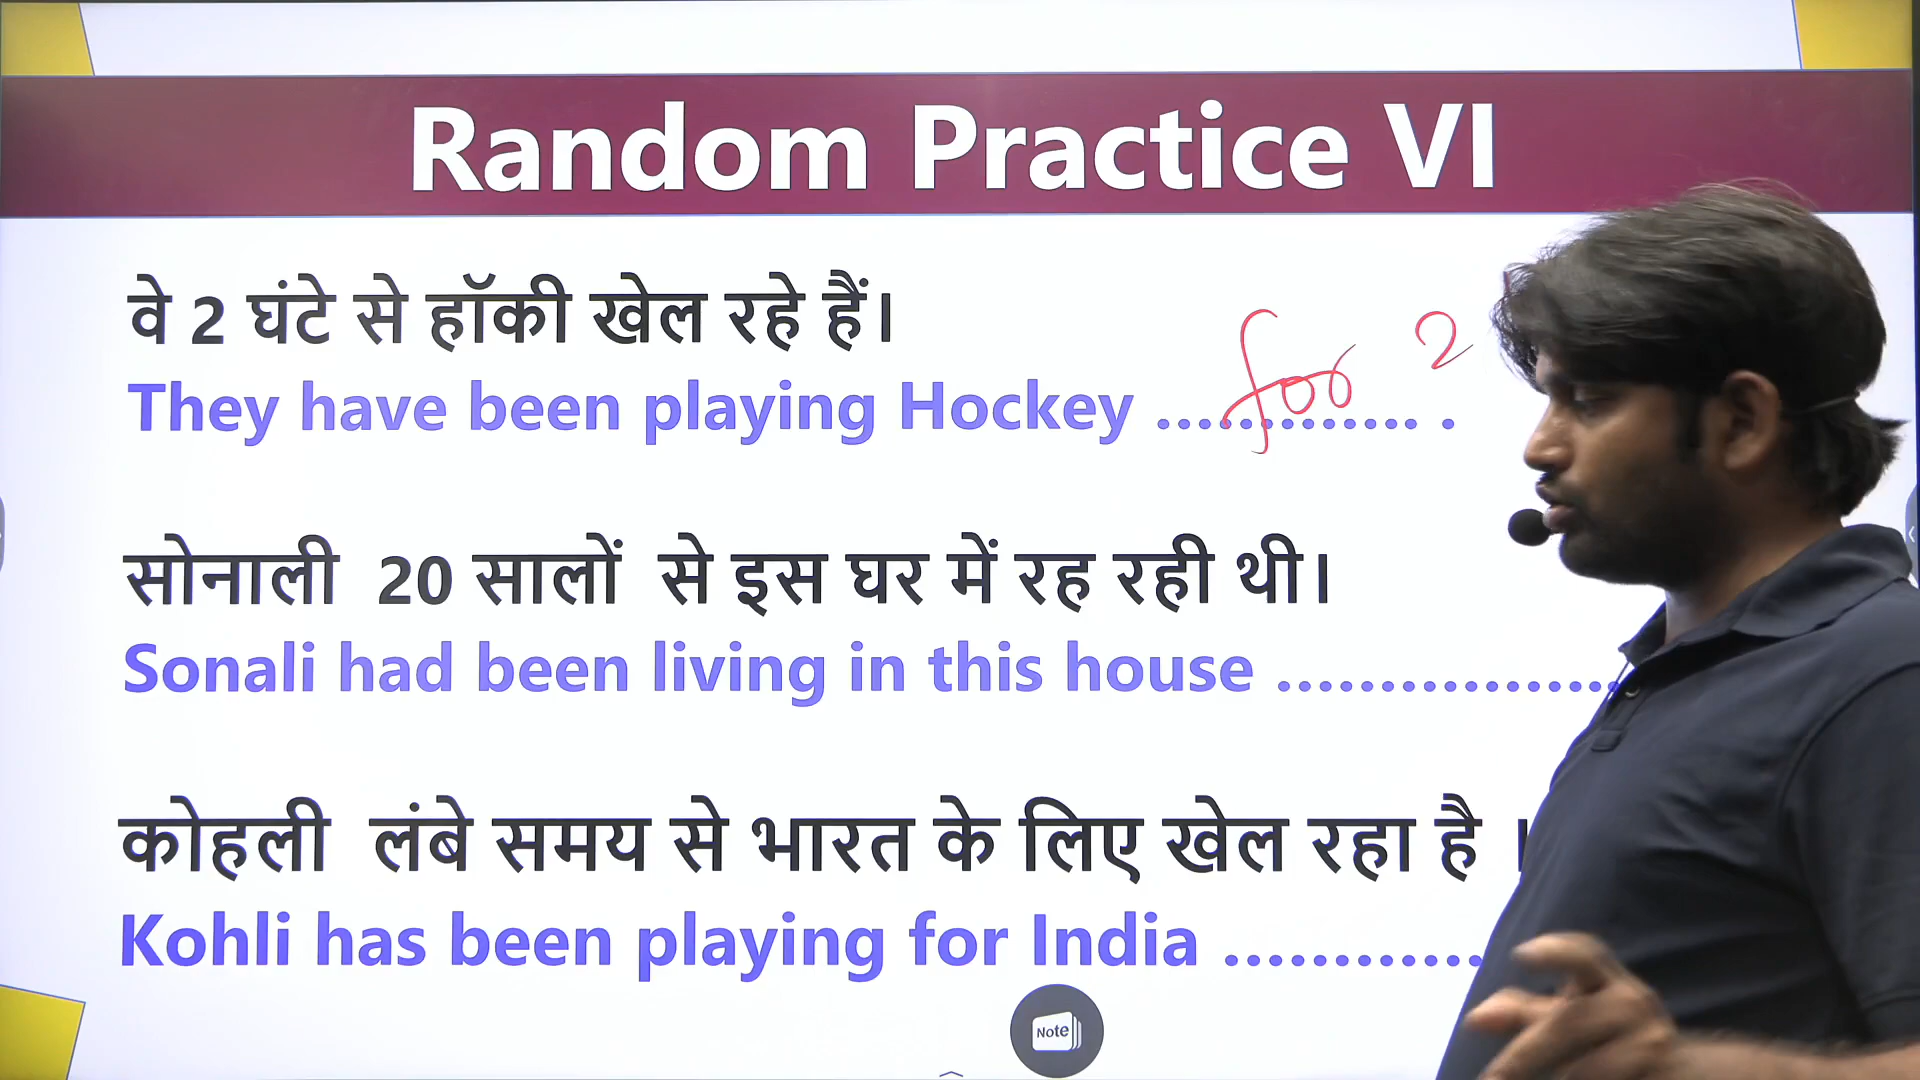 Random Practice VI
वे 2 घंटे से हॉकी खेल रहे हैं।
for 2
They have been playing Hockey ............. .
सोनाली 20 सालों से इस घर में रह रही थी।
Sonali had been living in this house .................
कोहली लंबे समय से भारत के लिए खेल रहा है ।
Kohli has been playing for India .............
Note